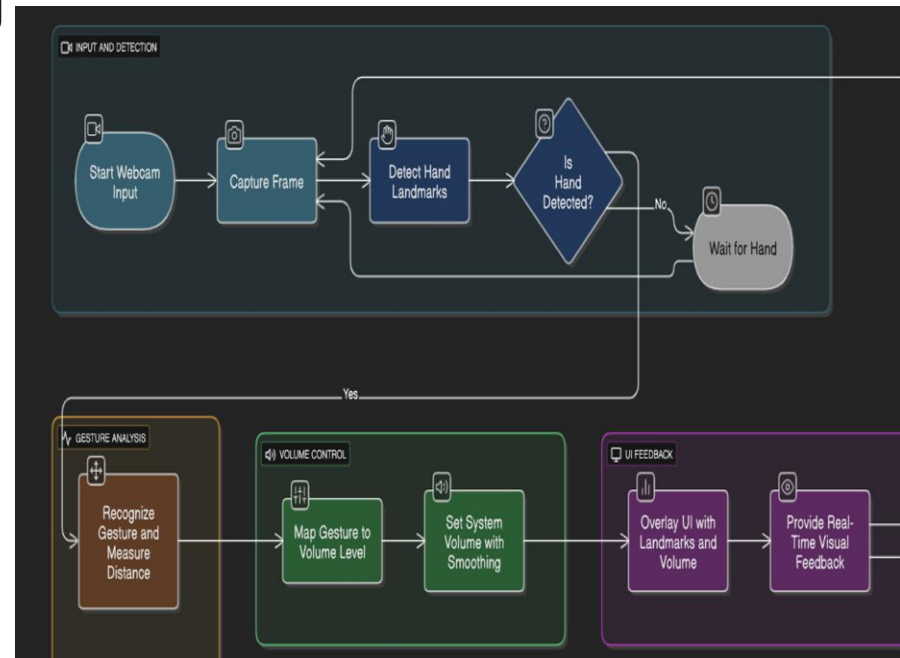 INPUT AND DETECTION
Start Webcam
Input
Capture Frame
Detect Hand
Landmarks
Is
Hand
Detected?
No
Wait for Hand
Yes
GESTURE ANALYSIS
Recognize
Gesture and
Measure
Distance
VOLUME CONTROL
Map Gesture to
Volume Level
Set System
Volume with
Smoothing
UI FEEDBACK
Overlay UI with
Landmarks and
Volume
Provide Real-
Time Visual
Feedback